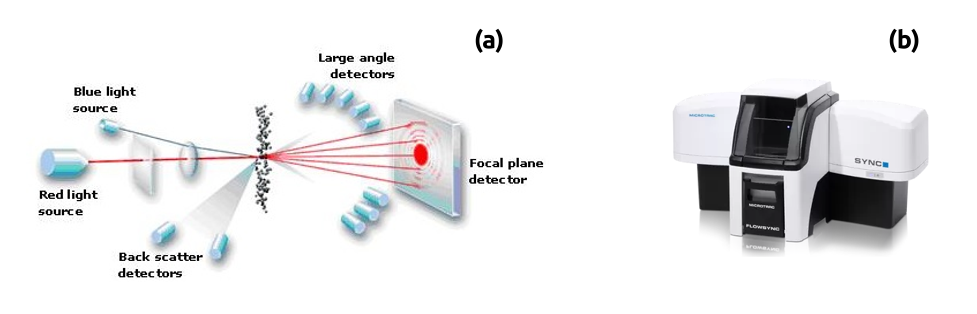 (a)
(b)
Large angle
detectors
Blue light
source
Focal plane
detector
Red light
source
Back scatter
detectors
MICROTRAC
SYNC
MICROTRAC
FLOWSYNC